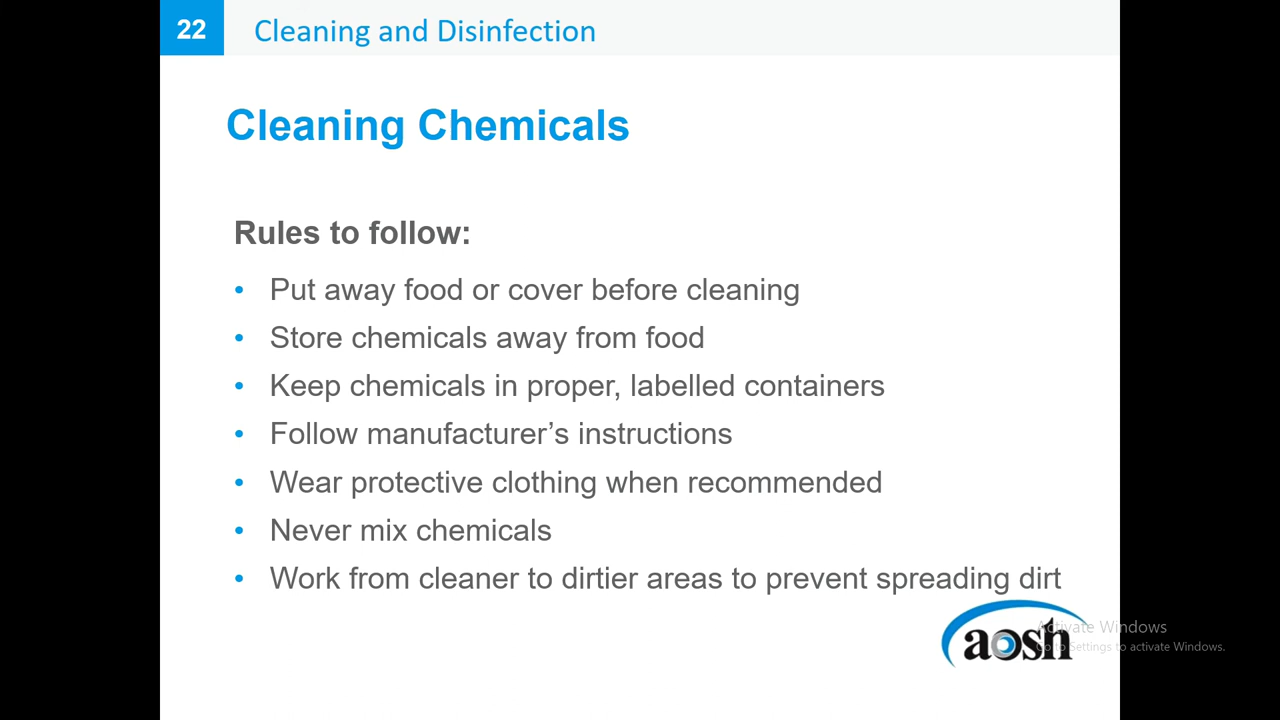 22
Cleaning and Disinfection
Cleaning Chemicals
Rules to follow:
• Put away food or cover before cleaning
• Store chemicals away from food
• Keep chemicals in proper, labelled containers
• Follow manufacturer’s instructions
• Wear protective clothing when recommended
• Never mix chemicals
• Work from cleaner to dirtier areas to prevent spreading dirt
aosh
Activate Windows
Go to Settings to activate Windows.